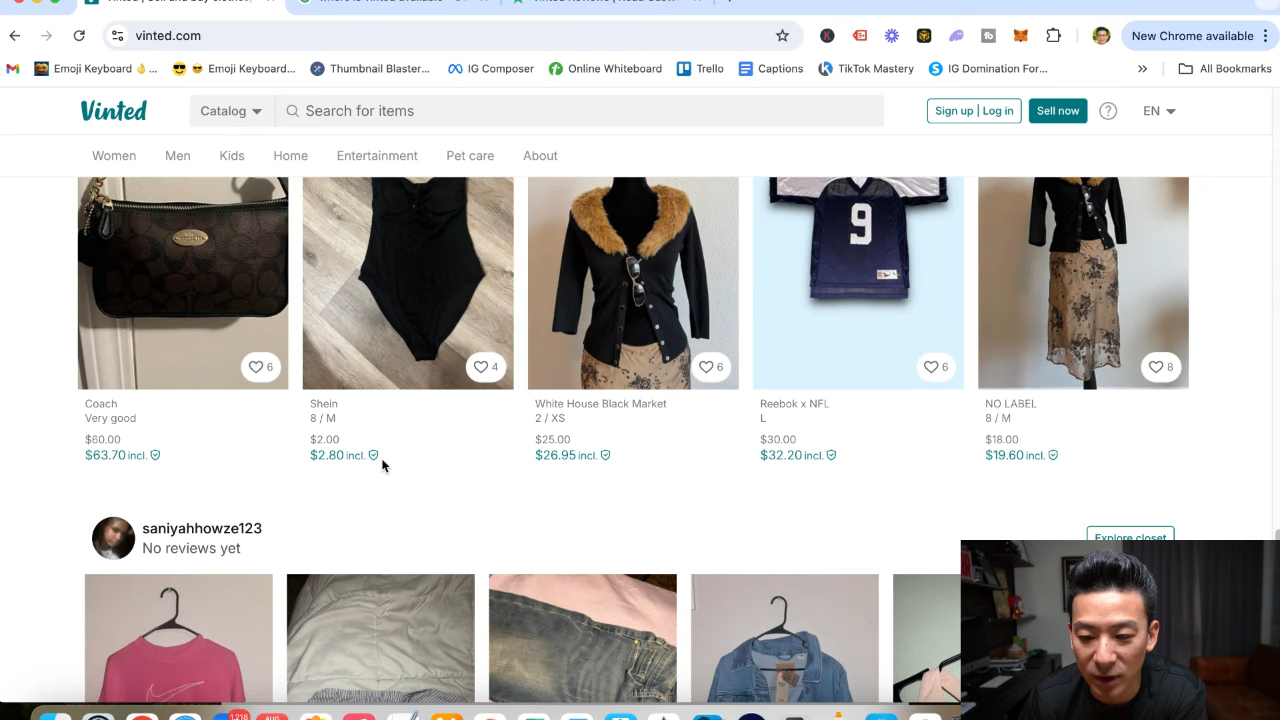 vinted.com
New Chrome available
Emoji Keyboard 👌...
Emoji Keyboard...
Thumbnail Blaster...
IG Composer
Online Whiteboard
Trello
Captions
TikTok Mastery
IG Domination For...
All Bookmarks
Vinted
Catalog
Search for items
Sign up | Log in
Sell now
EN
Women
Men
Kids
Home
Entertainment
Pet care
About
9
6
4
6
6
8
Coach
Very good
$60.00
$63.70 incl.
Shein
8 / M
$2.00
$2.80 incl.
White House Black Market
2 / XS
$25.00
$26.95 incl.
Reebok x NFL
L
$30.00
$32.20 incl.
NO LABEL
8 / M
$18.00
$19.60 incl.
saniyahhowze123
No reviews yet
Explore closet
1,218
AUG